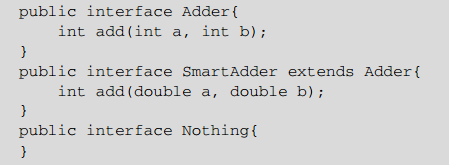 public interface Adder{
    int add(int a, int b);
}
public interface SmartAdder extends Adder{
    int add(double a, double b);
}
public interface Nothing{
}